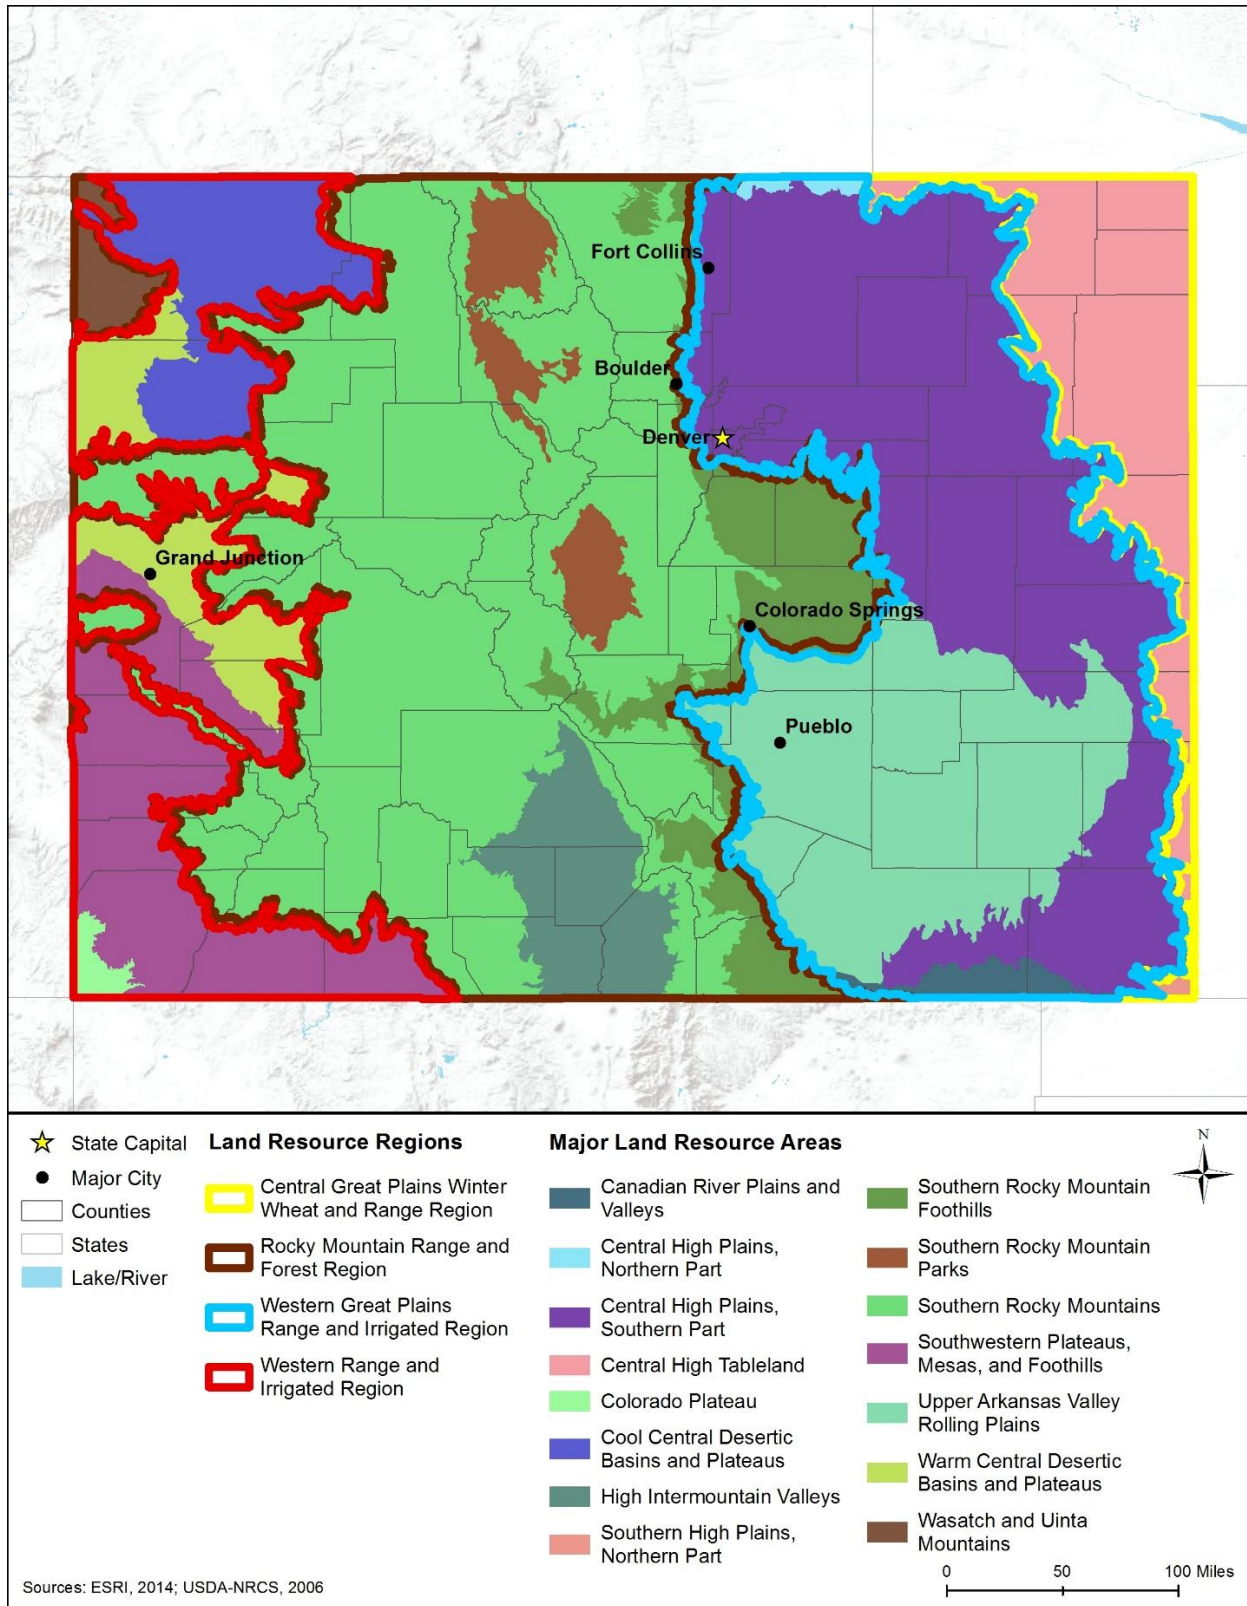 Fort Collins
Boulder
Denver
Grand Junction
Colorado Springs
Pueblo
State Capital
Major City
Counties
States
Lake/River
Land Resource Regions
Central Great Plains Winter
Wheat and Range Region
Rocky Mountain Range and
Forest Region
Western Great Plains
Range and Irrigated Region
Western Range and
Irrigated Region
Major Land Resource Areas
Canadian River Plains and
Valleys
Central High Plains,
Northern Part
Central High Plains,
Southern Part
Central High Tableland
Colorado Plateau
Cool Central Desertic
Basins and Plateaus
High Intermountain Valleys
Southern High Plains,
Northern Part
Southern Rocky Mountain
Foothills
Southern Rocky Mountain
Parks
Southern Rocky Mountains
Southwestern Plateaus,
Mesas, and Foothills
Upper Arkansas Valley
Rolling Plains
Warm Central Desertic
Basins and Plateaus
Wasatch and Uinta
Mountains
N
0 50 100 Miles
Sources: ESRI, 2014; USDA-NRCS, 2006